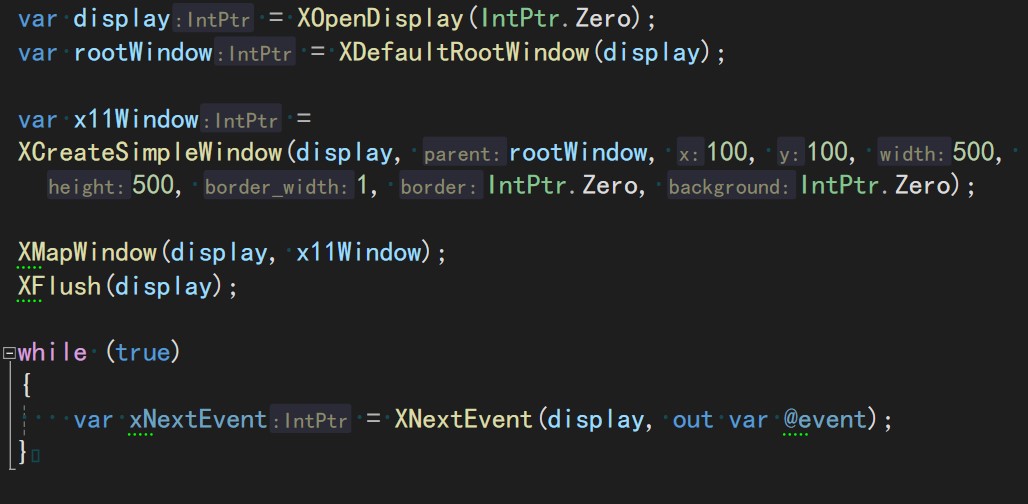 var display:IntPtr = XOpenDisplay(IntPtr.Zero);
var rootWindow:IntPtr = XDefaultRootWindow(display);
var x11Window:IntPtr =
XCreateSimpleWindow(display, parent:rootWindow, x:100, y:100, width:500,
height:500, border_width:1, border:IntPtr.Zero, background:IntPtr.Zero);
XMapWindow(display, x11Window);
XFlush(display);
while (true)
{
var xNextEvent:IntPtr = XNextEvent(display, out var @event);
}